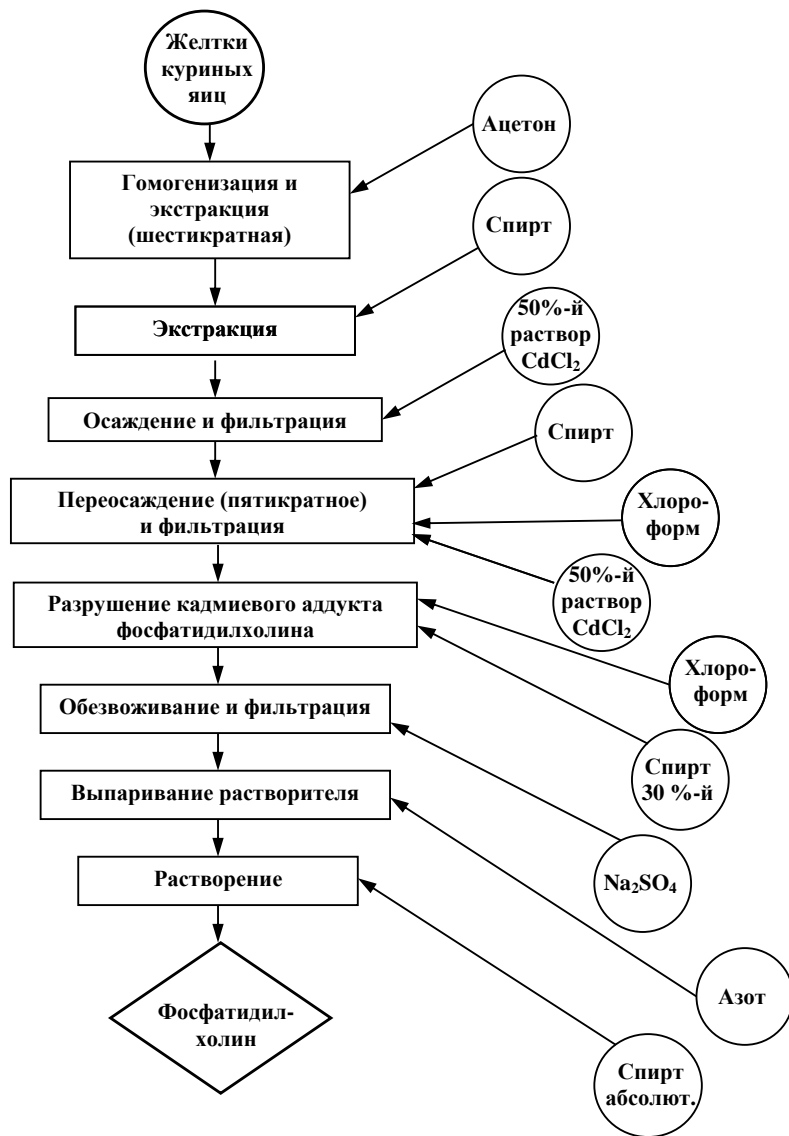 Желтки
куриных
яиц
Ацетон
Гомогенизация и
экстракция
(шестикратная)
Спирт
Экстракция
50%-й
раствор
CdCl₂
Осаждение и фильтрация
Спирт
Переосаждение (пятикратное)
и фильтрация
Хлоро-
форм
50%-й
раствор
CdCl₂
Разрушение кадмиевого аддукта
фосфатидилхолина
Хлоро-
форм
Спирт
30 %-й
Обезвоживание и фильтрация
Na₂SO₄
Выпаривание растворителя
Азот
Растворение
Спирт
абсолют.
Фосфатидил-
холин